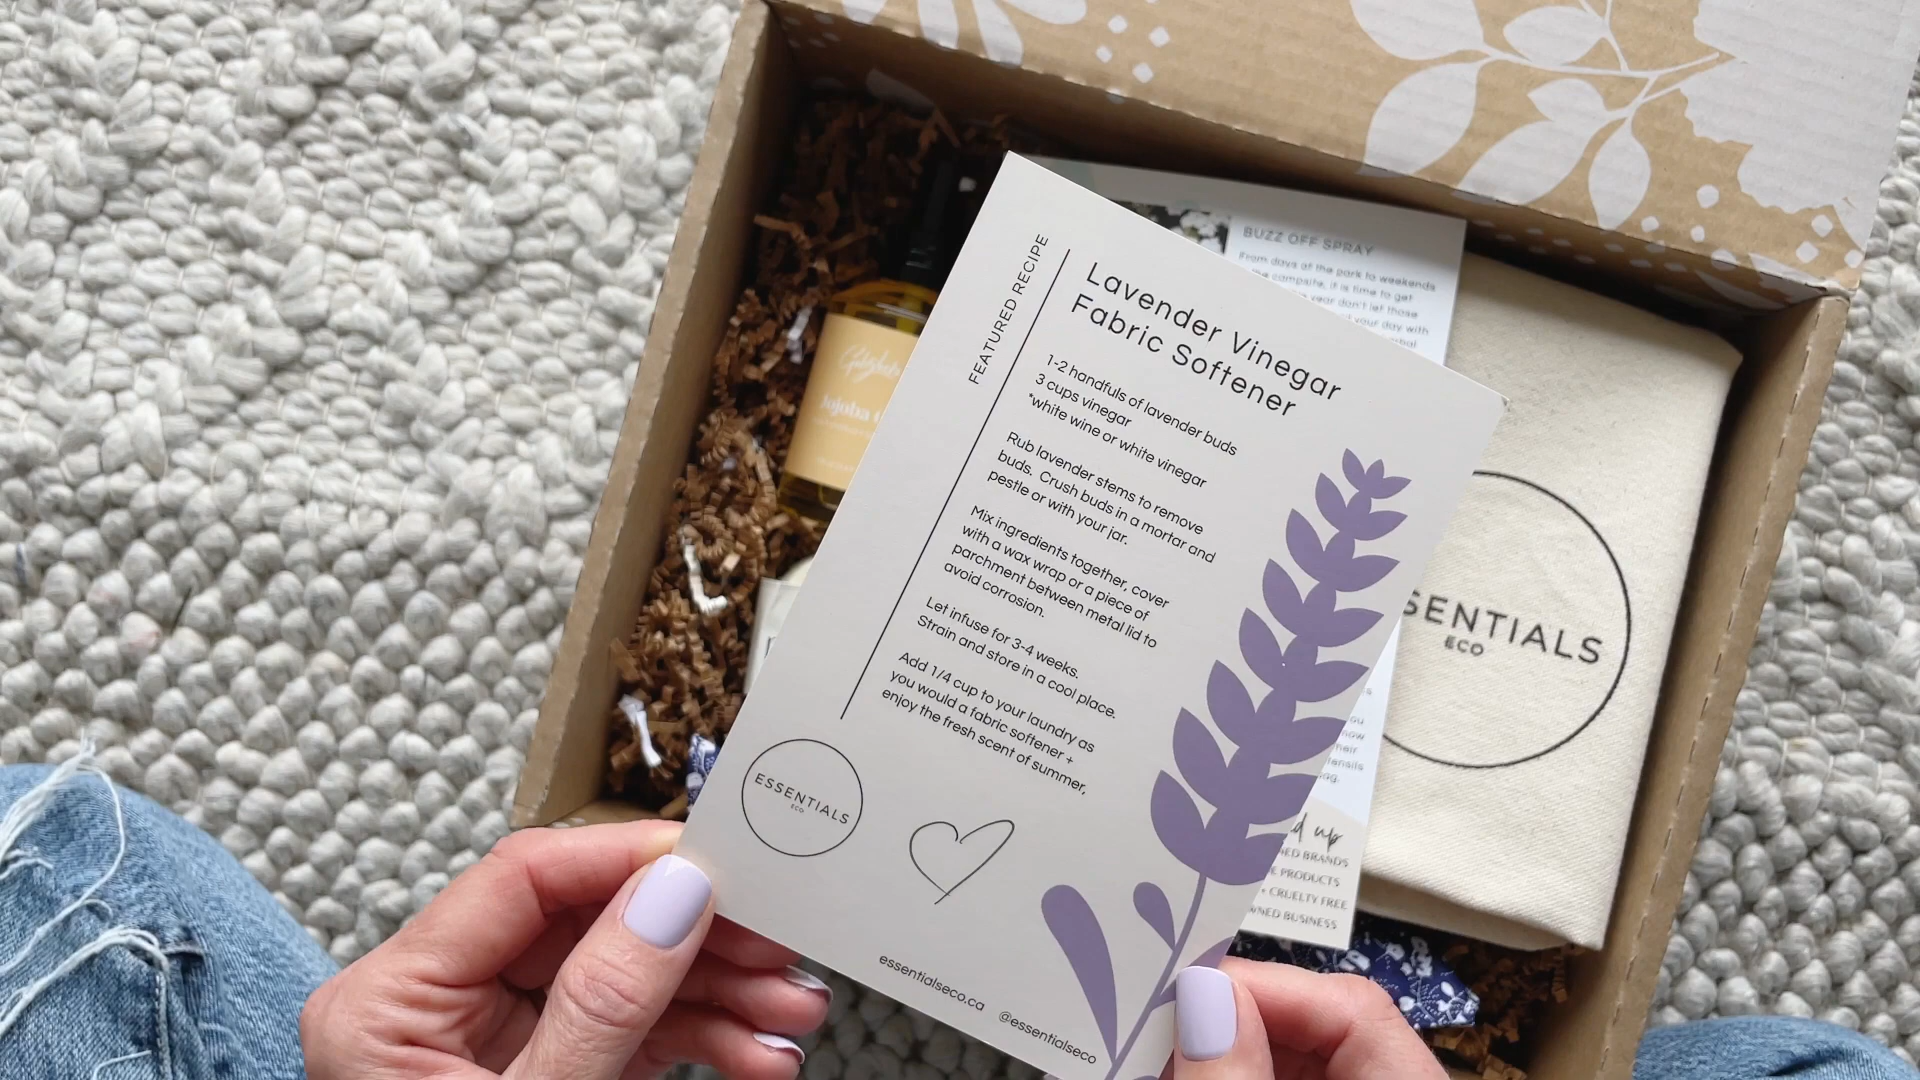 FEATURED RECIPE
Lavender Vinegar
Fabric Softener
1-2 handfuls of lavender buds
3 cups vinegar
*white wine or white vinegar
Rub lavender stems to remove
buds. Crush buds in a mortar and
pestle or with your jar.
Mix ingredients together, cover
with a wax wrap or a piece of
parchment between metal lid to
avoid corrosion.
Let infuse for 3-4 weeks.
Strain and store in a cool place.
Add 1/4 cup to your laundry as
you would a fabric softener +
enjoy the fresh scent of summer,
ESSENTIALS
ECO
essentialseco.ca @essentialseco
BUZZ OFF SPRAY
From days at the park to weekends
campsite, it is time to get
year don't let those
your day with
Jojoba
SENTIALS
ECO
up
BRANDS
PRODUCTS
+ CRUELTY FREE
BUSINESS